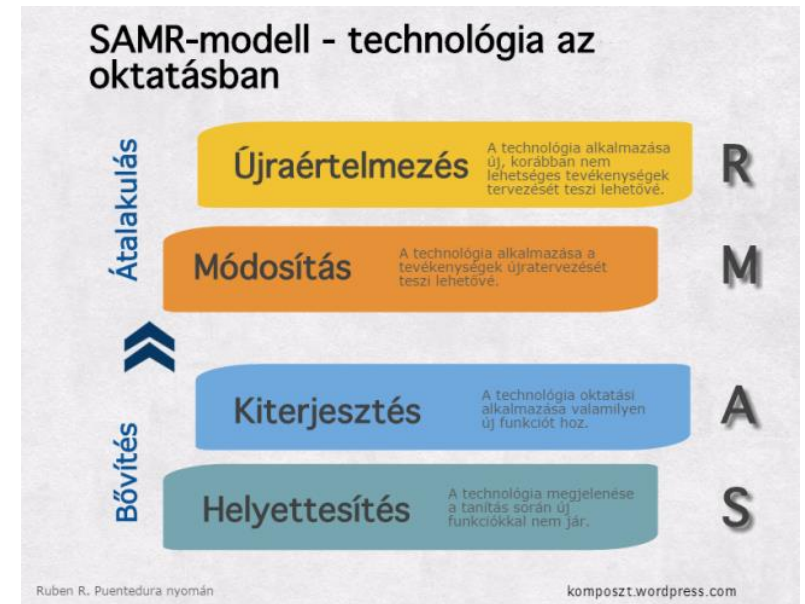 SAMR-modell - technológia az
oktatásban
Átalakulás
Újraértelmezés
A technológia alkalmazása
új, korábban nem
lehetséges tevékenységek
tervezését teszi lehetővé.
R
Módosítás
A technológia alkalmazása a
tevékenységek újratervezését
teszi lehetővé.
M
Bővítés
Kiterjesztés
A technológia oktatási
alkalmazása valamilyen
új funkciót hoz.
A
Helyettesítés
A technológia megjelenése
a tanítás során új
funkciókkal nem jár.
S
Ruben R. Puentedura nyomán
komposzt.wordpress.com